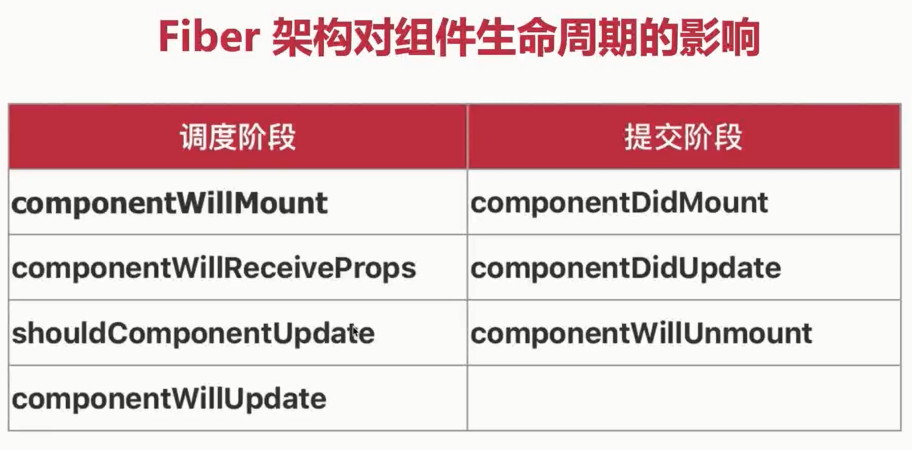 Fiber 架构对组件生命周期的影响
调度阶段 提交阶段
componentWillMount componentDidMount
componentWillReceiveProps componentDidUpdate
shouldComponentUpdate componentWillUnmount
componentWillUpdate